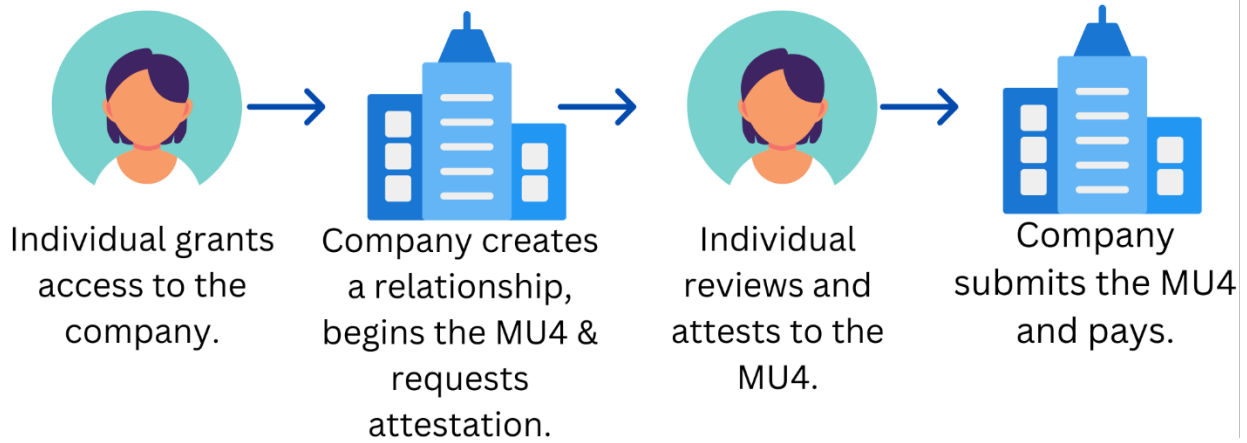 Individual grants
access to the
company.
Company creates
a relationship,
begins the MU4 &
requests
attestation.
Individual
reviews and
attests to the
MU4.
Company
submits the MU4
and pays.